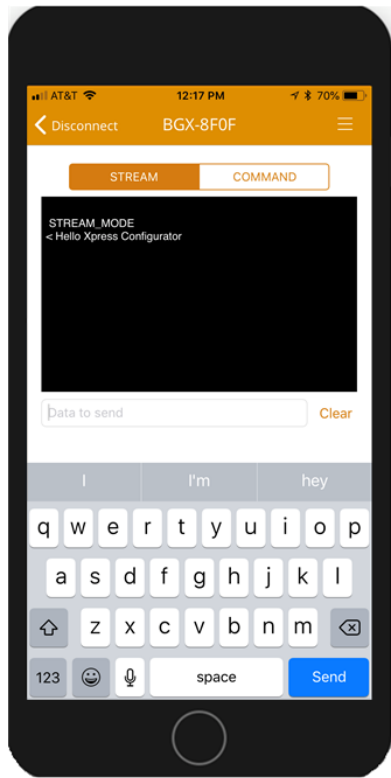 AT&T 12:17 PM 70%
Disconnect BGX-8F0F
STREAM COMMAND
STREAM_MODE
< Hello Xpress Configurator
Data to send Clear
I I'm hey
q w e r t y u i o p
a s d f g h j k l
z x c v b n m
123 space Send